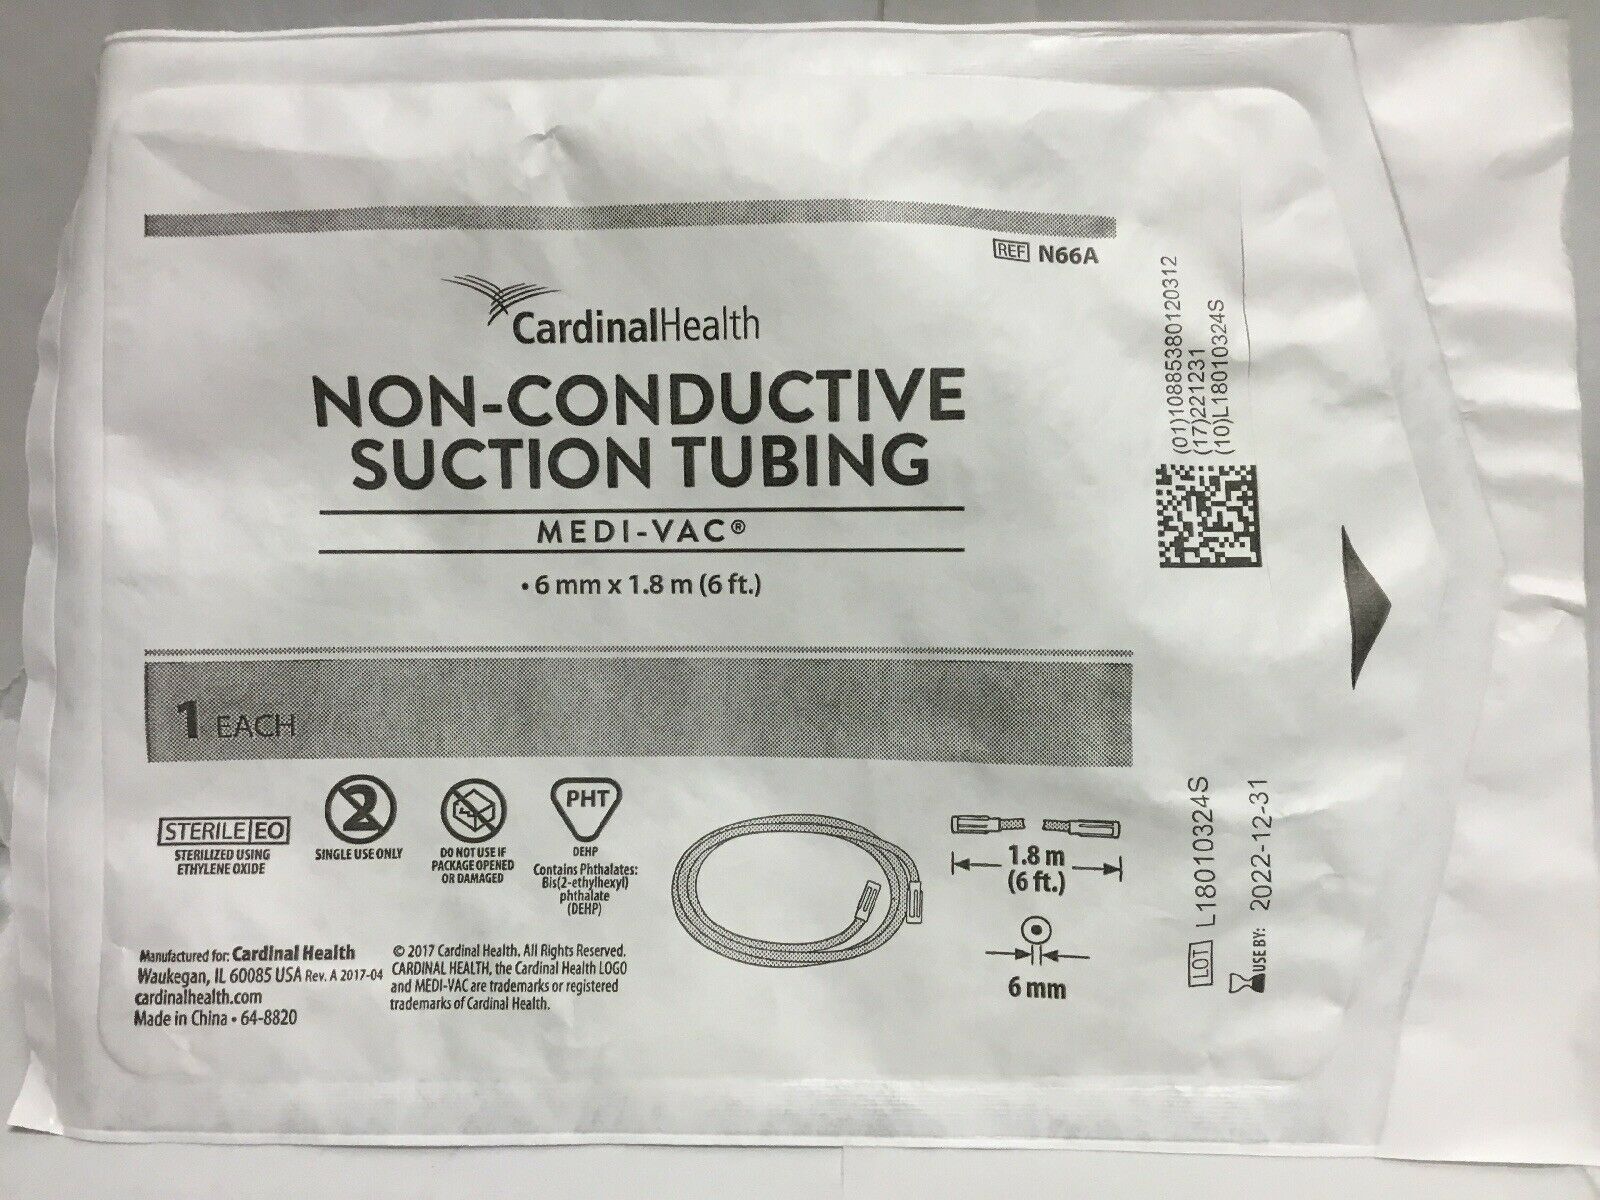 REF N66A
CardinalHealth
NON-CONDUCTIVE
SUCTION TUBING
MEDI-VAC®
• 6 mm x 1.8 m (6 ft.)
(01)10885380120312
(17)221231
(10)L18010324S
1 EACH
STERILE EO
STERILIZED USING
ETHYLENE OXIDE
2
SINGLE USE ONLY
DO NOT USE IF
PACKAGE OPENED
OR DAMAGED
PHT
DEHP
Contains Phthalates:
Bis(2-ethylhexyl)
phthalate
(DEHP)
1.8 m
(6 ft.)
6 mm
LOT L18010324S
USE BY: 2022-12-31
Manufactured for: Cardinal Health
Waukegan, IL 60085 USA Rev. A 2017-04
cardinalhealth.com
Made in China • 64-8820
© 2017 Cardinal Health. All Rights Reserved.
CARDINAL HEALTH, the Cardinal Health LOGO
and MEDI-VAC are trademarks or registered
trademarks of Cardinal Health.